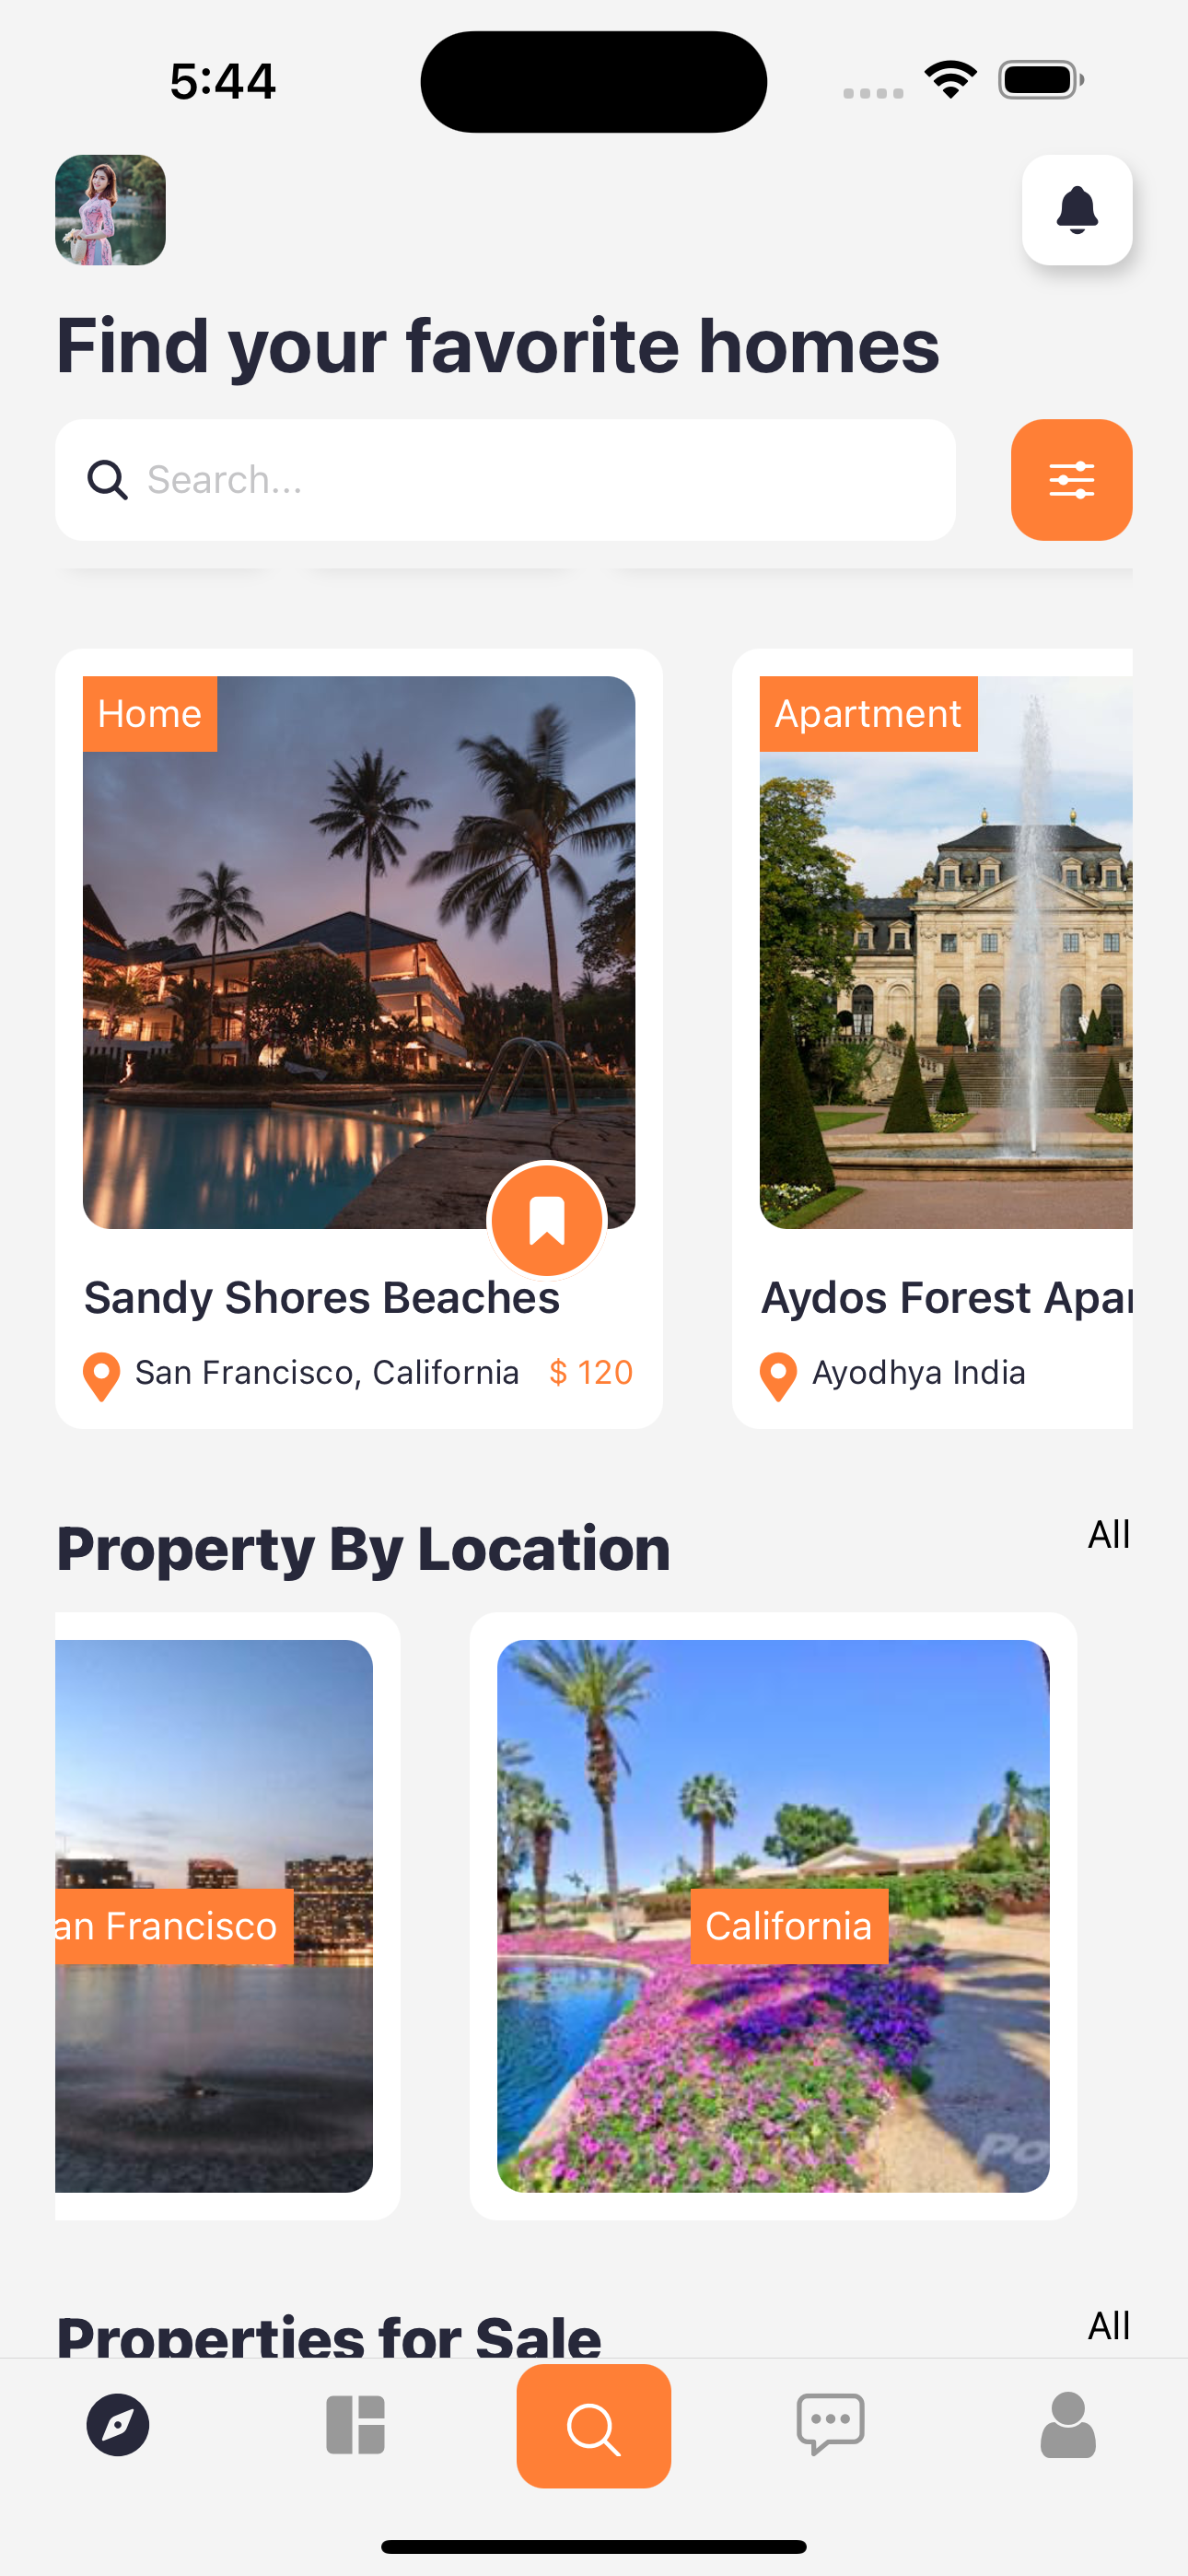 5:44
Find your favorite homes
Search...
Home
Apartment
Sandy Shores Beaches
San Francisco, California $ 120
Aydos Forest Apar
Ayodhya India
Property By Location
All
an Francisco
California
Po
Properties for Sale
All